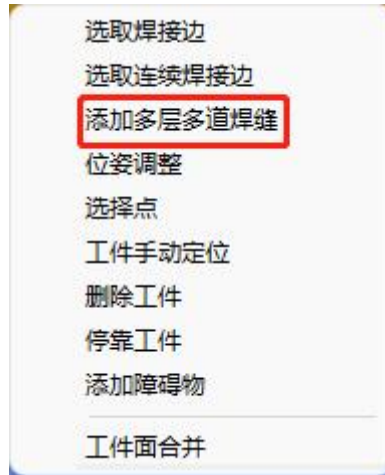 选取焊接边
选取连续焊接边
添加多层多道焊缝
位姿调整
选择点
工件手动定位
删除工件
停靠工件
添加障碍物
工件面合并